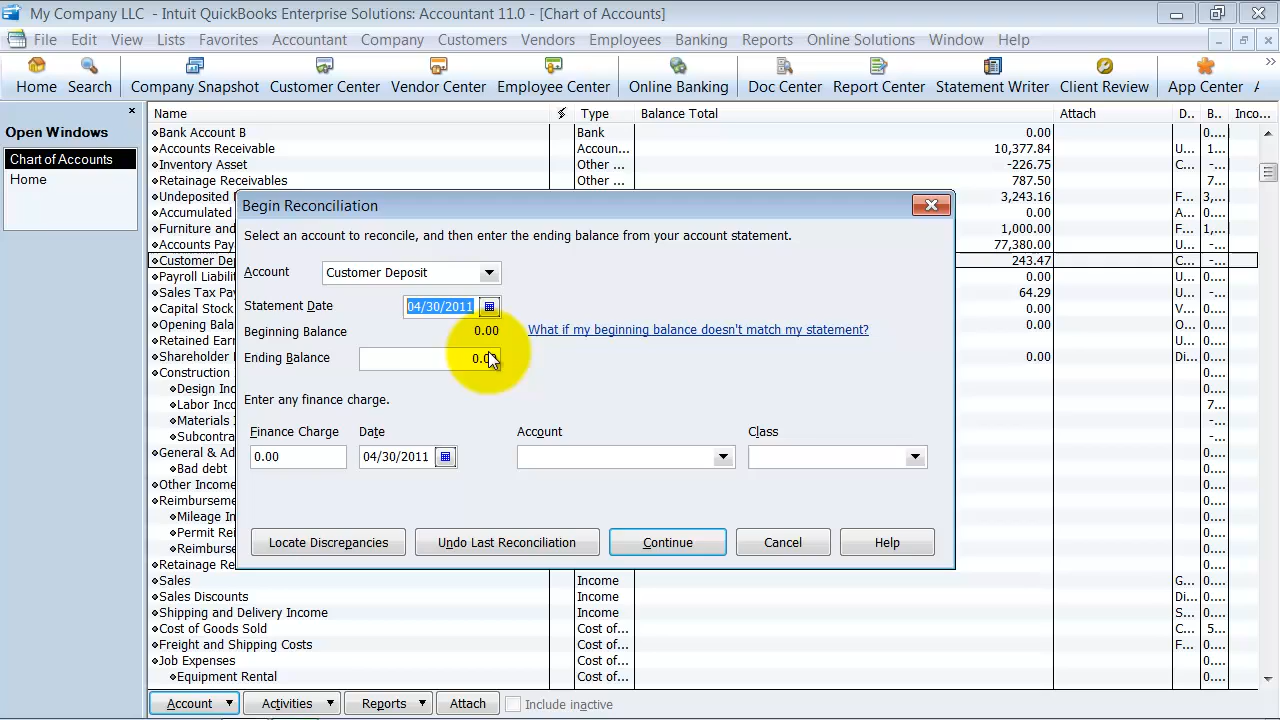 My Company LLC - Intuit QuickBooks Enterprise Solutions: Accountant 11.0 - [Chart of Accounts]
File Edit View Lists Favorites Accountant Company Customers Vendors Employees Banking Reports Online Solutions Window Help
Home Search Company Snapshot Customer Center Vendor Center Employee Center Online Banking Doc Center Report Center Statement Writer Client Review App Center
Open Windows
Chart of Accounts
Home
Name Type Balance Total Attach D.. B.. Inco...
Bank Account B Bank 0.00 0....
Accounts Receivable Accoun... 10,377.84 U... 1...
Inventory Asset Other ... -226.75 C... -...
Retainage Receivables Other ... 787.50 7...
Undeposited 3,243.16 F... 3,...
Accumulated 0.00 A... 0....
Furniture and 1,000.00 F... 1,...
Accounts Pay 77,380.00 U... -...
Customer Dep 243.47 C... -...
Payroll Liabilit 0.00 U... 0....
Sales Tax Pay 64.29 U... -...
Capital Stock 0.00 V... 0....
Opening Bala 0.00 O... 0....
Retained Earn U...
Shareholder 0.00 Di... 0....
Construction 0....
Design Inc 0....
Labor Inco 7...
Materials -...
Subcontra -...
General & Ad 0....
Bad debt 0....
Other Income 0....
Reimburseme 0....
Mileage In 0....
Permit Rei 0....
Reimburse 0....
Retainage Re 0....
Sales Income G... 0....
Sales Discounts Income Di... 0....
Shipping and Delivery Income Income S... 0....
Cost of Goods Sold Cost of... C... 5...
Freight and Shipping Costs Cost of... F... 0....
Job Expenses Cost of... 0....
Equipment Rental Cost of... 0....
Begin Reconciliation
Select an account to reconcile, and then enter the ending balance from your account statement.
Account Customer Deposit
Statement Date 04/30/2011
Beginning Balance 0.00 What if my beginning balance doesn't match my statement?
Ending Balance
Enter any finance charge.
Finance Charge Date Account Class
0.00 04/30/2011
Locate Discrepancies Undo Last Reconciliation Continue Cancel Help
Account Activities Reports Attach Include inactive